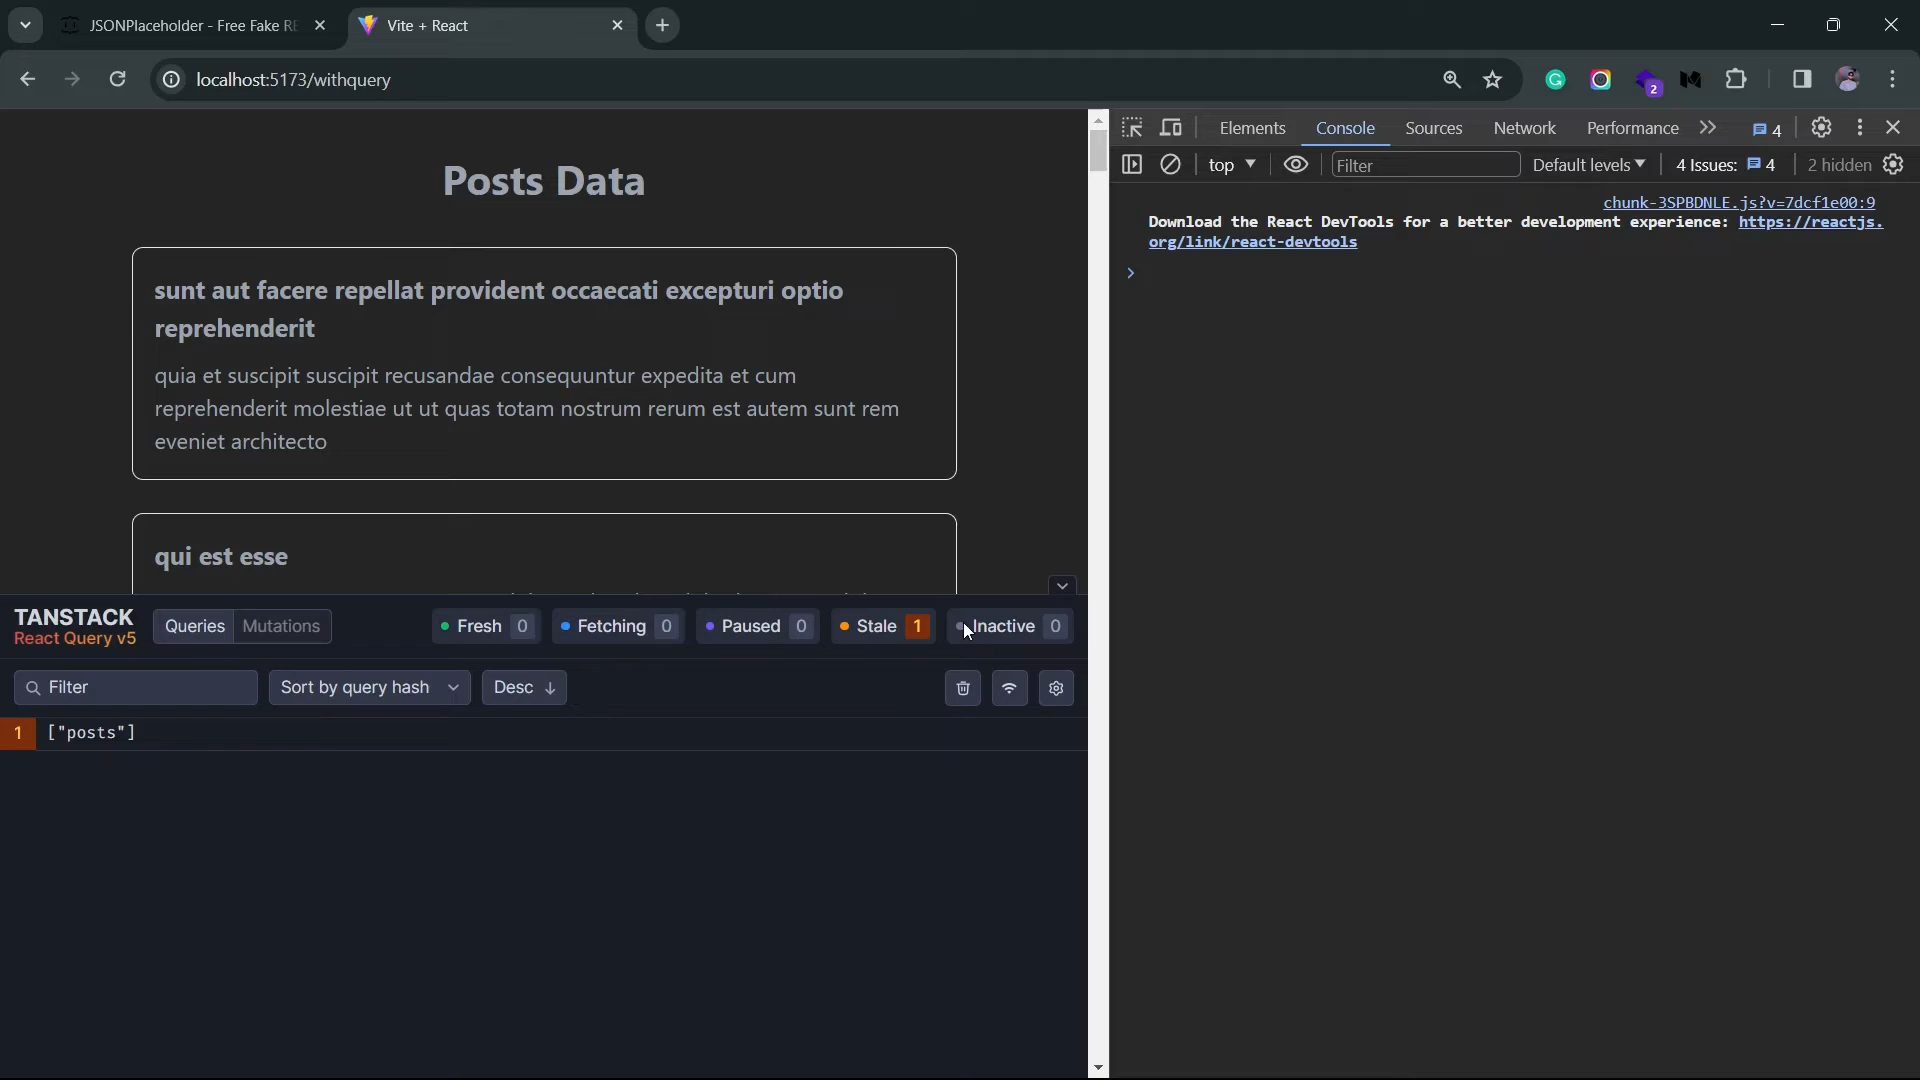 JSONPlaceholder - Free Fake RE
Vite + React
localhost:5173/withquery
2
Elements Console Sources Network Performance 4
top Filter Default levels 4 Issues: 4 2 hidden
chunk-3SPBDNLE.js?v=7dcf1e00:9
Download the React DevTools for a better development experience: https://reactjs.
org/link/react-devtools
Posts Data
sunt aut facere repellat provident occaecati excepturi optio
reprehenderit
quia et suscipit suscipit recusandae consequuntur expedita et cum
reprehenderit molestiae ut ut quas totam nostrum rerum est autem sunt rem
eveniet architecto
qui est esse
TANSTACK
React Query v5
Queries Mutations
Fresh 0 Fetching 0 Paused 0 Stale 1 Inactive 0
Filter Sort by query hash Desc ↓
1 ["posts"]